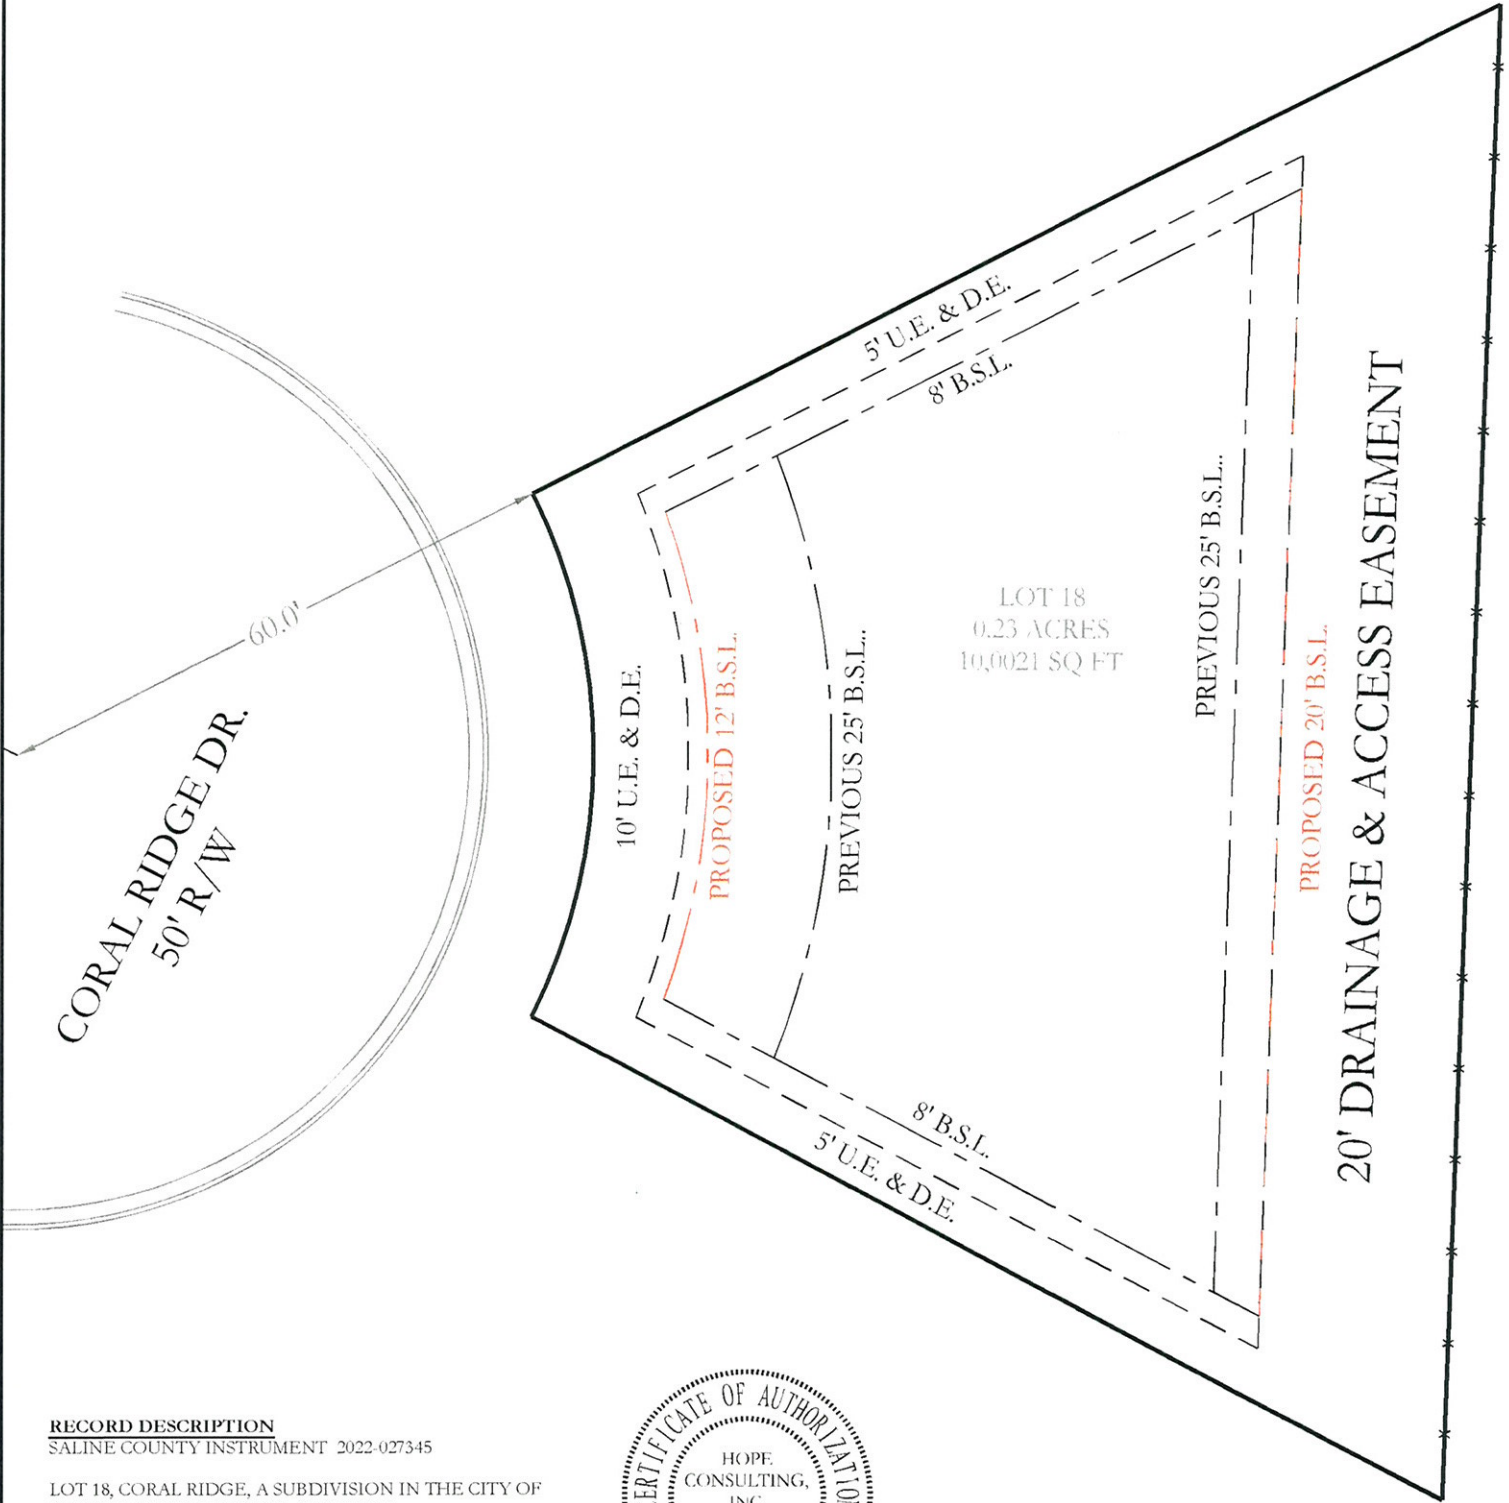 60.0'
CORAL RIDGE DR.
50' R/W
5' U.E. & D.E.
8' B.S.L.
10' U.E. & D.E.
PROPOSED 12' B.S.L.
PREVIOUS 25' B.S.L..
LOT 18
0.23 ACRES
10,0021 SQ FT
PREVIOUS 25' B.S.L..
PROPOSED 20' B.S.L.
20' DRAINAGE & ACCESS EASEMENT
8' B.S.L.
5' U.E. & D.E.
RECORD DESCRIPTION
SALINE COUNTY INSTRUMENT 2022-027345
LOT 18, CORAL RIDGE, A SUBDIVISION IN THE CITY OF
CERTIFICATE OF AUTHORIZATION
HOPE
CONSULTING,
INC